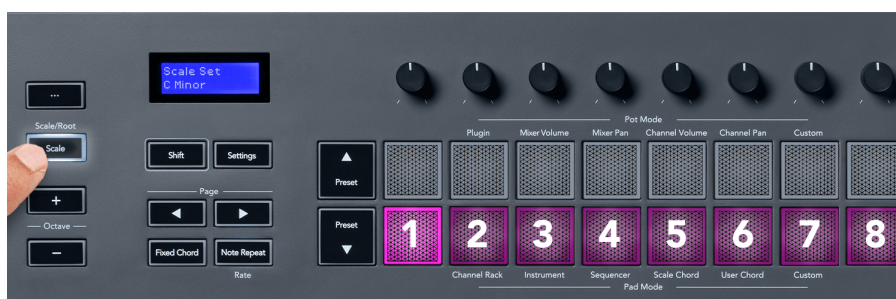 Scale Set
C Minor
...
Scale/Root
Scale
+
Octave
−
Shift
Settings
Page
Fixed Chord
Note Repeat
Rate
Preset
Preset
Pot Mode
Plugin
Mixer Volume
Mixer Pan
Channel Volume
Channel Pan
Custom
1 2 3 4 5 6 7 8
Channel Rack
Instrument
Sequencer
Scale Chord
User Chord
Custom
Pad Mode